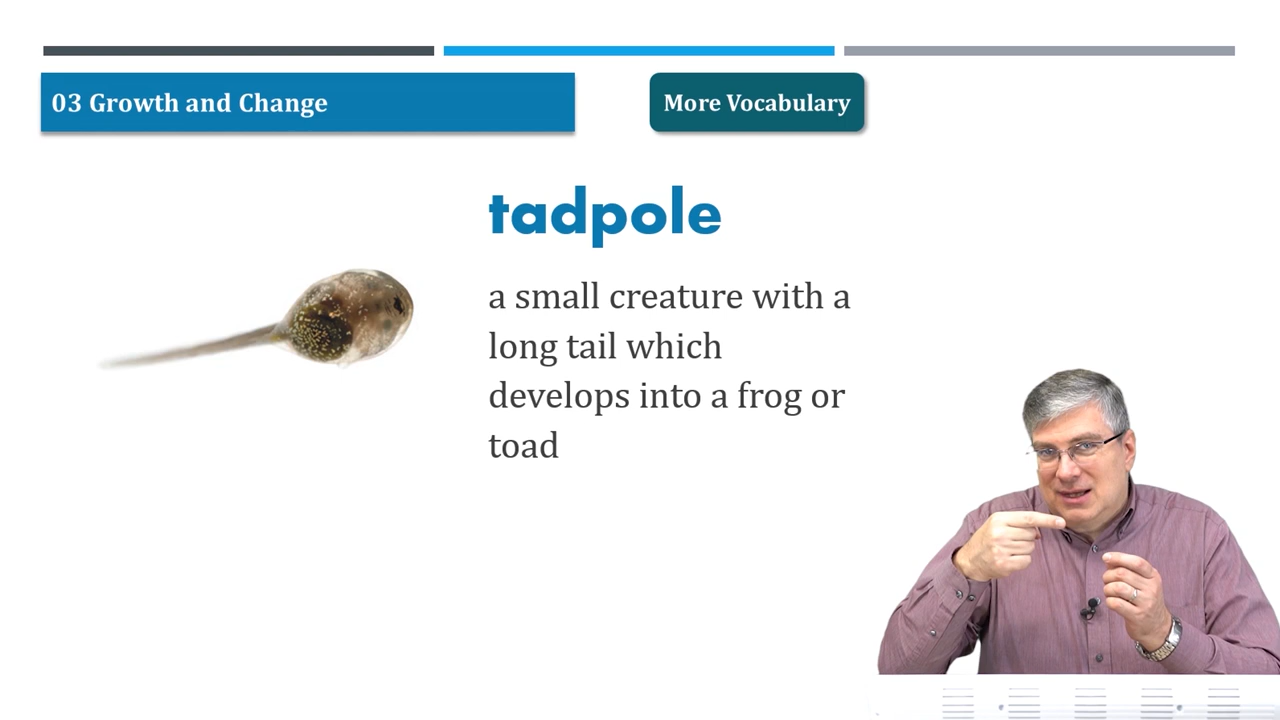 03 Growth and Change
More Vocabulary
tadpole
a small creature with a
long tail which
develops into a frog or
toad